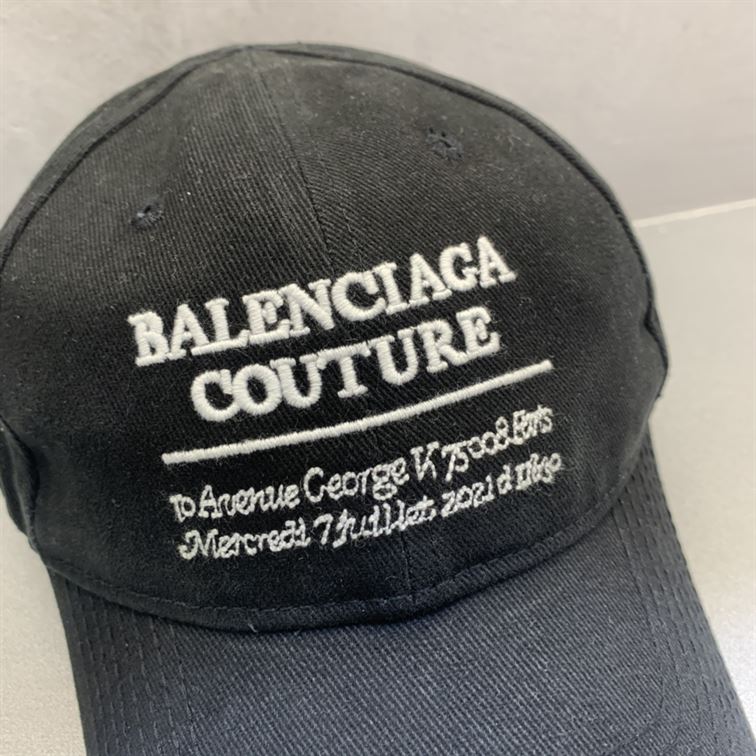 BALENCIAGA
COUTURE
10 Avenue George V 75008 Paris
Mercredi 7 Juillet 2021 à 11h30